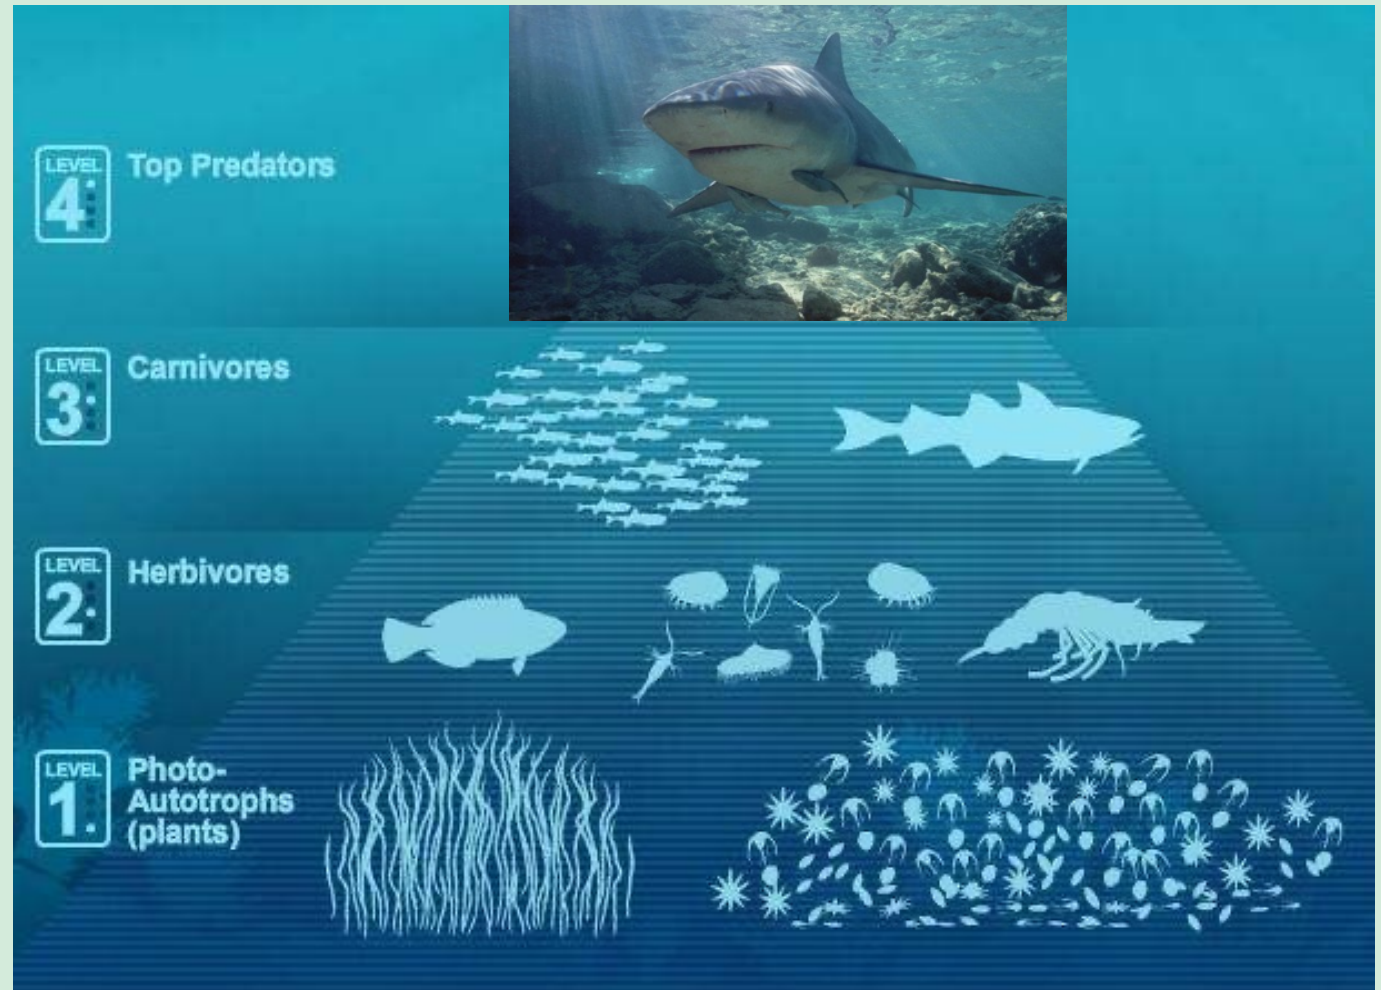 LEVEL
4
Top Predators
LEVEL
3
Carnivores
LEVEL
2
Herbivores
LEVEL
1
Photo-
Autotrophs
(plants)